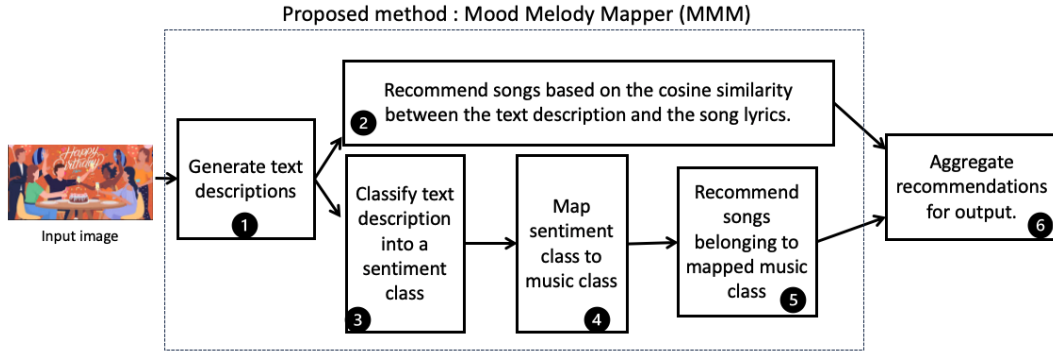 Proposed method : Mood Melody Mapper (MMM)
Recommend songs based on the cosine similarity
between the text description and the song lyrics.
2
Happy
Birthday
Input image
Generate text
descriptions
1
Classify text
description
into a
sentiment
class
3
Map
sentiment
class to
music class
4
Recommend
songs
belonging to
mapped music
class
5
Aggregate
recommendations
for output.
6